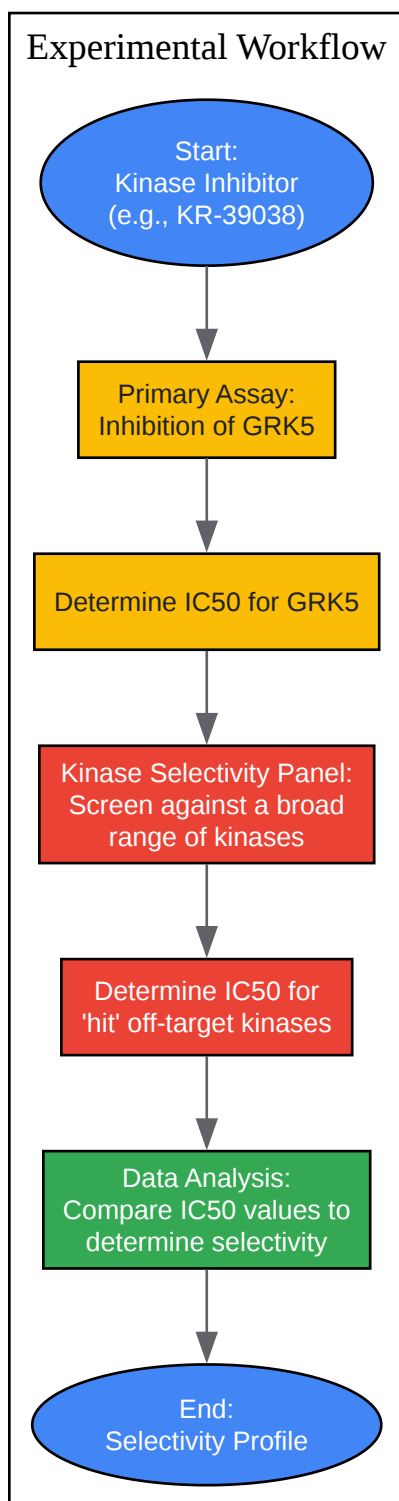 Experimental Workflow
Start:
Kinase Inhibitor
(e.g., KR-39038)
Primary Assay:
Inhibition of GRK5
Determine IC50 for GRK5
Kinase Selectivity Panel:
Screen against a broad
range of kinases
Determine IC50 for
'hit' off-target kinases
Data Analysis:
Compare IC50 values to
determine selectivity
End:
Selectivity Profile